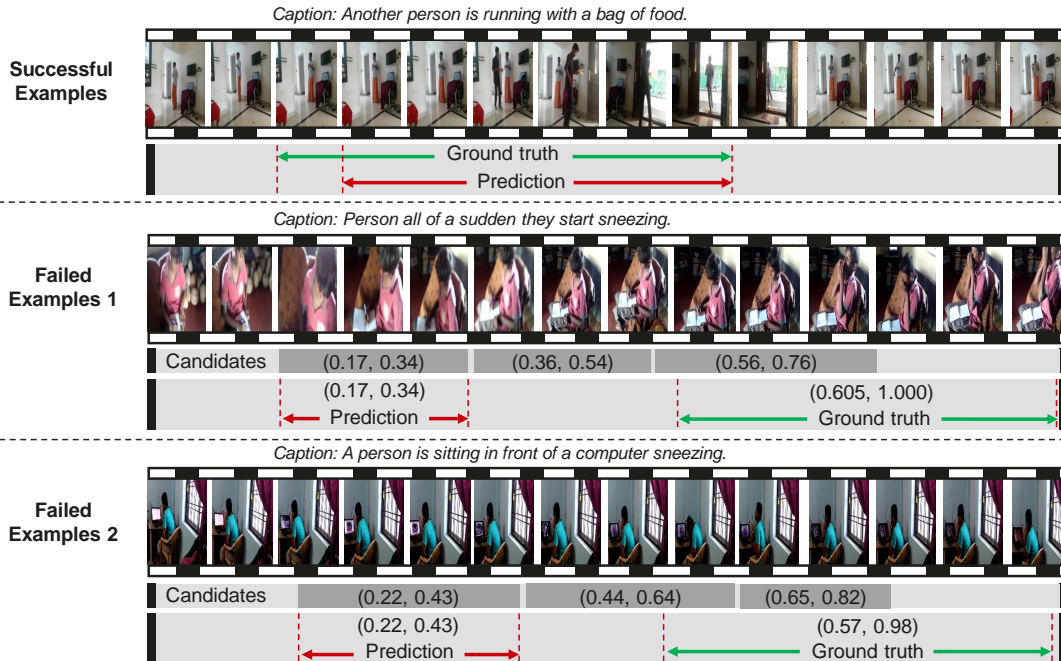 Caption: Another person is running with a bag of food.
Successful
Examples
Ground truth
Prediction
Caption: Person all of a sudden they start sneezing.
Failed
Examples 1
Candidates (0.17, 0.34) (0.36, 0.54) (0.56, 0.76)
(0.17, 0.34) (0.605, 1.000)
Prediction Ground truth
Caption: A person is sitting in front of a computer sneezing.
Failed
Examples 2
Candidates (0.22, 0.43) (0.44, 0.64) (0.65, 0.82)
(0.22, 0.43) (0.57, 0.98)
Prediction Ground truth